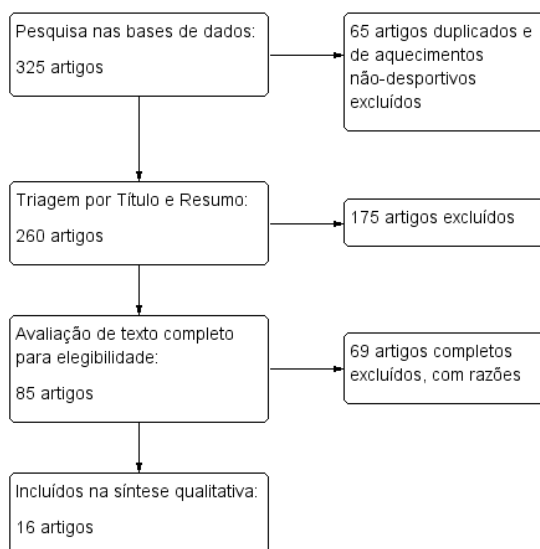 Pesquisa nas bases de dados:
325 artigos
65 artigos duplicados e
de aquecimentos
não-desportivos
excluídos
Triagem por Título e Resumo:
260 artigos
175 artigos excluídos
Avaliação de texto completo
para elegibilidade:
85 artigos
69 artigos completos
excluídos, com razões
Incluídos na síntese qualitativa:
16 artigos